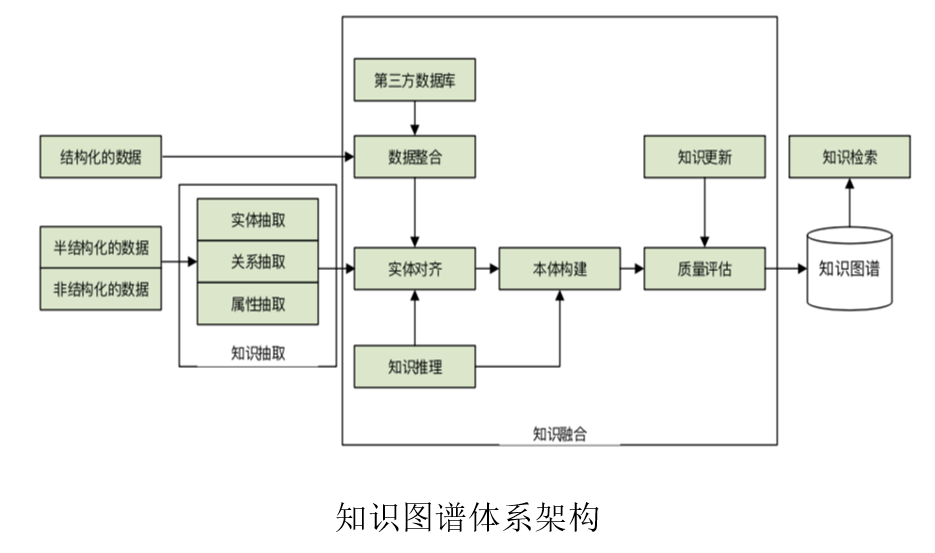 第三方数据库
结构化的数据
数据整合
知识更新
知识检索
半结构化的数据
非结构化的数据
实体抽取
关系抽取
属性抽取
知识抽取
实体对齐
本体构建
质量评估
知识图谱
知识推理
知识融合
知识图谱体系架构